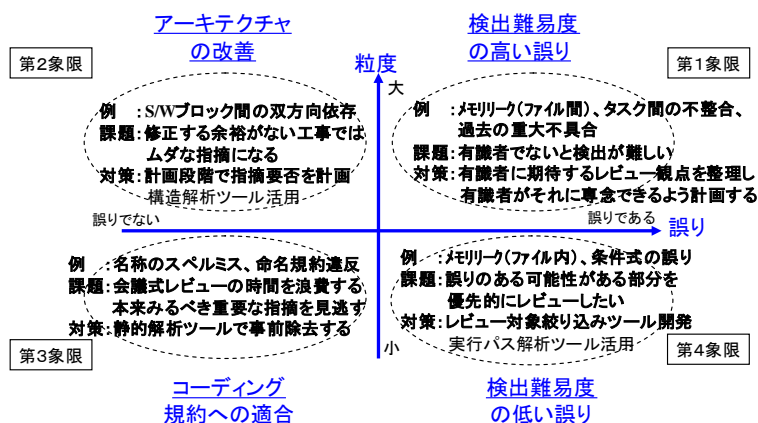 アーキテクチャ
の改善
検出難易度
の高い誤り
第2象限
粒度
第1象限
大
例　：S/Wブロック間の双方向依存
課題：修正する余裕がない工事では
ムダな指摘になる
対策：計画段階で指摘要否を計画
構造解析ツール活用
例　：メモリリーク(ファイル間)、タスク間の不整合、
過去の重大不具合
課題：有識者でないと検出が難しい
対策：有識者に期待するレビュー観点を整理し
有識者がそれに専念できるよう計画する
誤りでない
誤りである
誤り
例　：名称のスペルミス、命名規約違反
課題：会議式レビューの時間を浪費する
本来みるべき重要な指摘を見逃す
対策：静的解析ツールで事前除去する
例　：メモリリーク(ファイル内)、条件式の誤り
課題：誤りのある可能性がある部分を
優先的にレビューしたい
対策：レビュー対象絞り込みツール開発
実行パス解析ツール活用
第3象限
小
第4象限
コーディング
規約への適合
検出難易度
の低い誤り